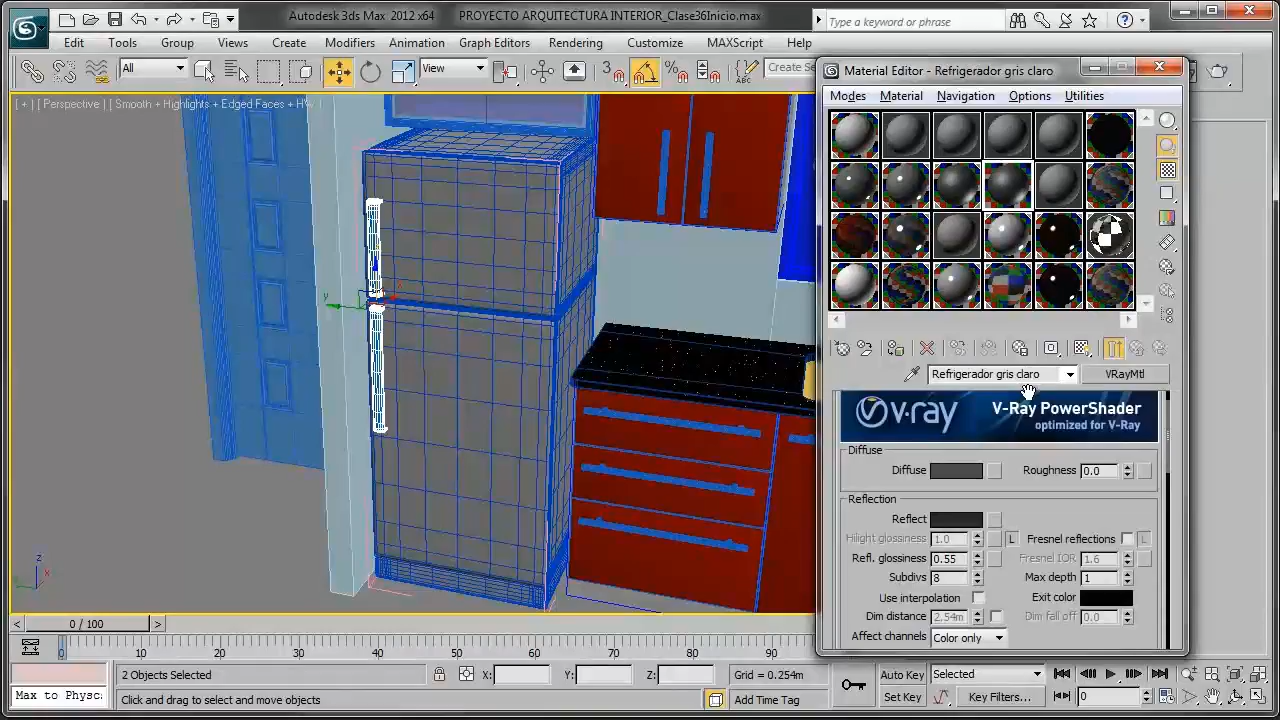 Autodesk 3ds Max 2012 x64 PROYECTO ARQUITECTURA INTERIOR_Clase36Inicio.max
Type a keyword or phrase
Edit Tools Group Views Create Modifiers Animation Graph Editors Rendering Customize MAXScript Help
All View 3 Create Se
[ + ] [ Perspective ] [ Smooth + Highlights + Edged Faces + H
Material Editor - Refrigerador gris claro
Modes Material Navigation Options Utilities
Refrigerador gris claro VRayMtl
v·ray V-Ray PowerShader
optimized for V-Ray
Diffuse
Diffuse Roughness 0.0
Reflection
Reflect
Hilight glossiness 1.0 L Fresnel reflections L
Refl. glossiness 0.55 Fresnel IOR 1.6
Subdivs 8 Max depth 1
Use interpolation Exit color
Dim distance 2.54m Dim fall off 0.0
Affect channels Color only
z
x
y
0 / 100
0 10 20 30 40 50 60 70 80 90
2 Objects Selected X: Y: Z: Grid = 0.254m Auto Key Selected
Max to Physc Click and drag to select and move objects Add Time Tag Set Key Key Filters... 0